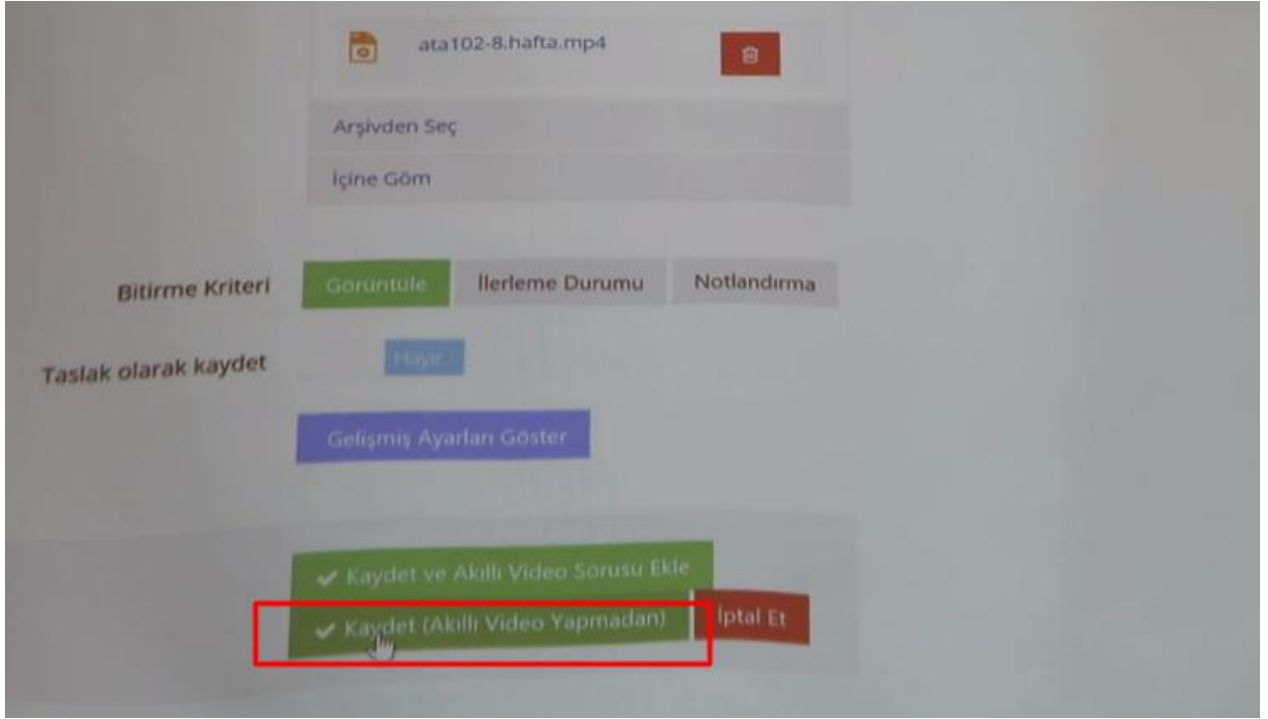 ata102-8.hafta.mp4
Arşivden Seç
İçine Göm
Bitirme Kriteri Görüntüle İlerleme Durumu Notlandırma
Taslak olarak kaydet Hayır
Gelişmiş Ayarları Göster
Kaydet ve Akıllı Video Sorusu Ekle
Kaydet (Akıllı Video Yapmadan) İptal Et